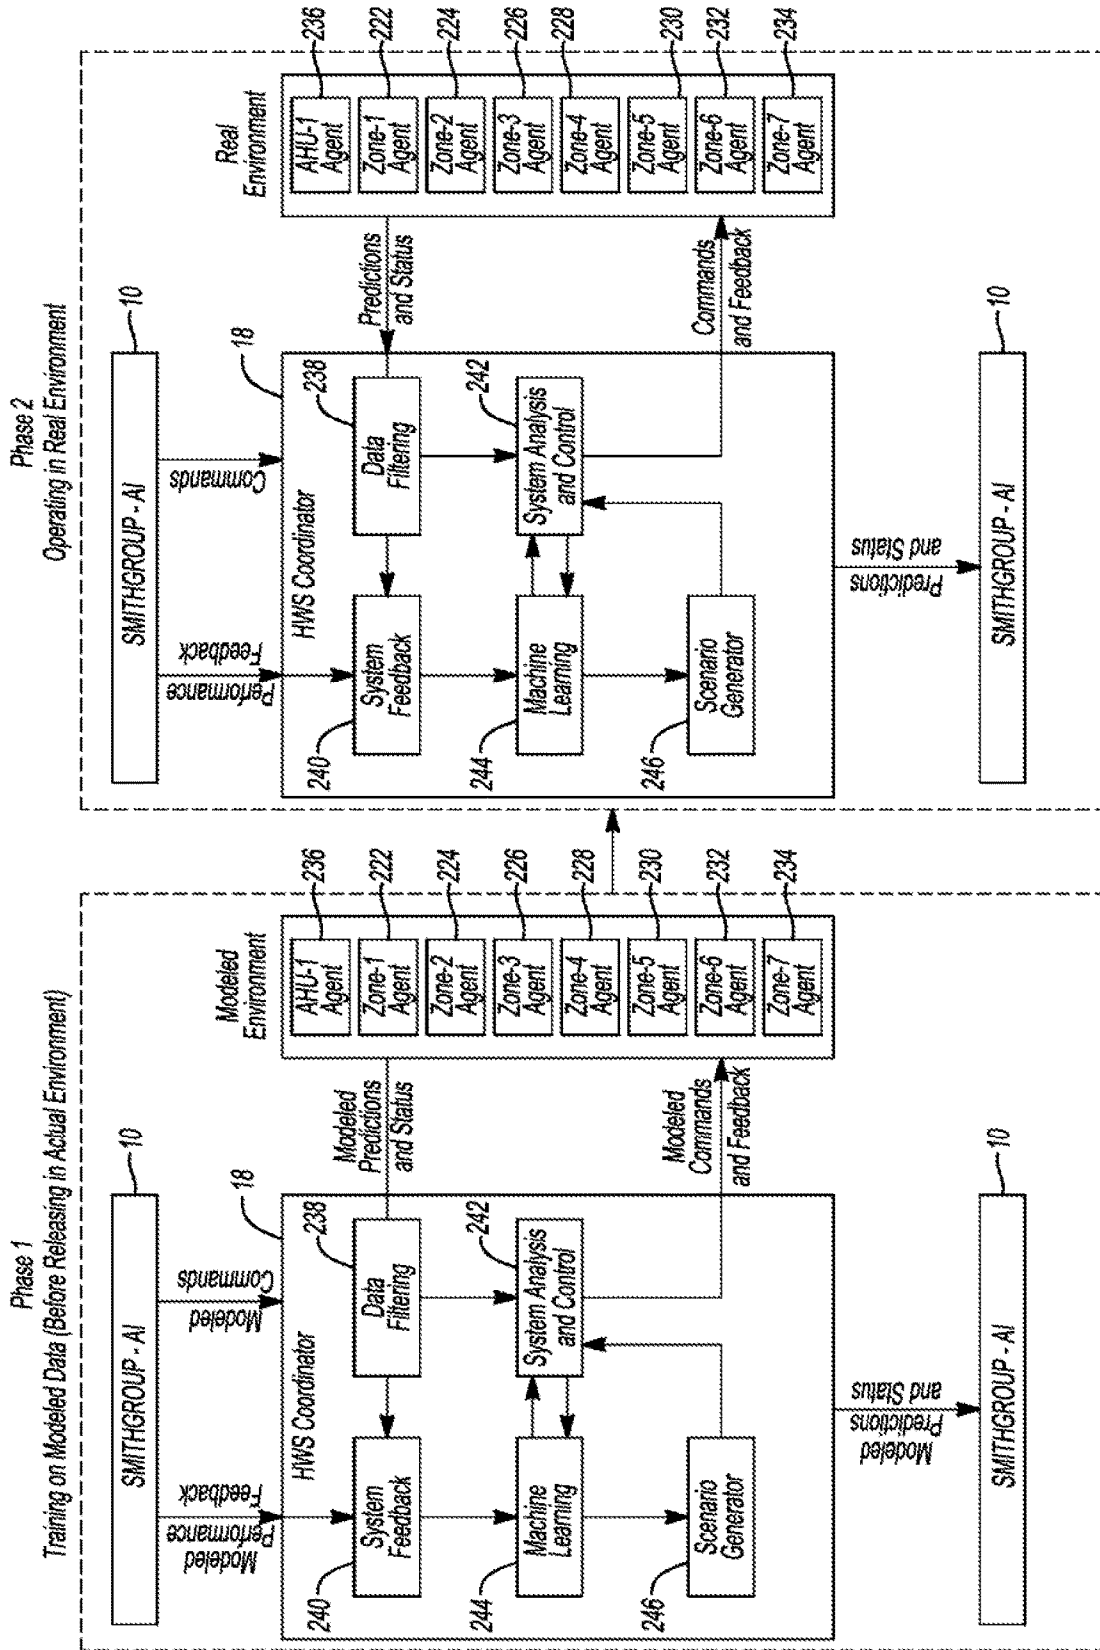 Phase 1
Training on Modeled Data (Before Releasing in Actual Environment)
SMITHGROUP - AI
10
Modeled
Performance
Feedback
Modeled
Commands
18
HWS Coordinator
240
System
Feedback
Data
Filtering
238
Modeled
Predictions
and Status
244
Machine
Learning
System Analysis
and Control
242
246
Scenario
Generator
Modeled
Commands
and Feedback
Modeled
Environment
AHU-1
Agent
236
Zone-1
Agent
222
Zone-2
Agent
224
Zone-3
Agent
226
Zone-4
Agent
228
Zone-5
Agent
230
Zone-6
Agent
232
Zone-7
Agent
234
Modeled
Predictions
and Status
SMITHGROUP - AI
10
Phase 2
Operating in Real Environment
SMITHGROUP - AI
10
Performance
Feedback
Commands
18
HWS Coordinator
240
System
Feedback
Data
Filtering
238
Predictions
and Status
244
Machine
Learning
System Analysis
and Control
242
246
Scenario
Generator
Commands
and Feedback
Real
Environment
AHU-1
Agent
236
Zone-1
Agent
222
Zone-2
Agent
224
Zone-3
Agent
226
Zone-4
Agent
228
Zone-5
Agent
230
Zone-6
Agent
232
Zone-7
Agent
234
Predictions
and Status
SMITHGROUP - AI
10